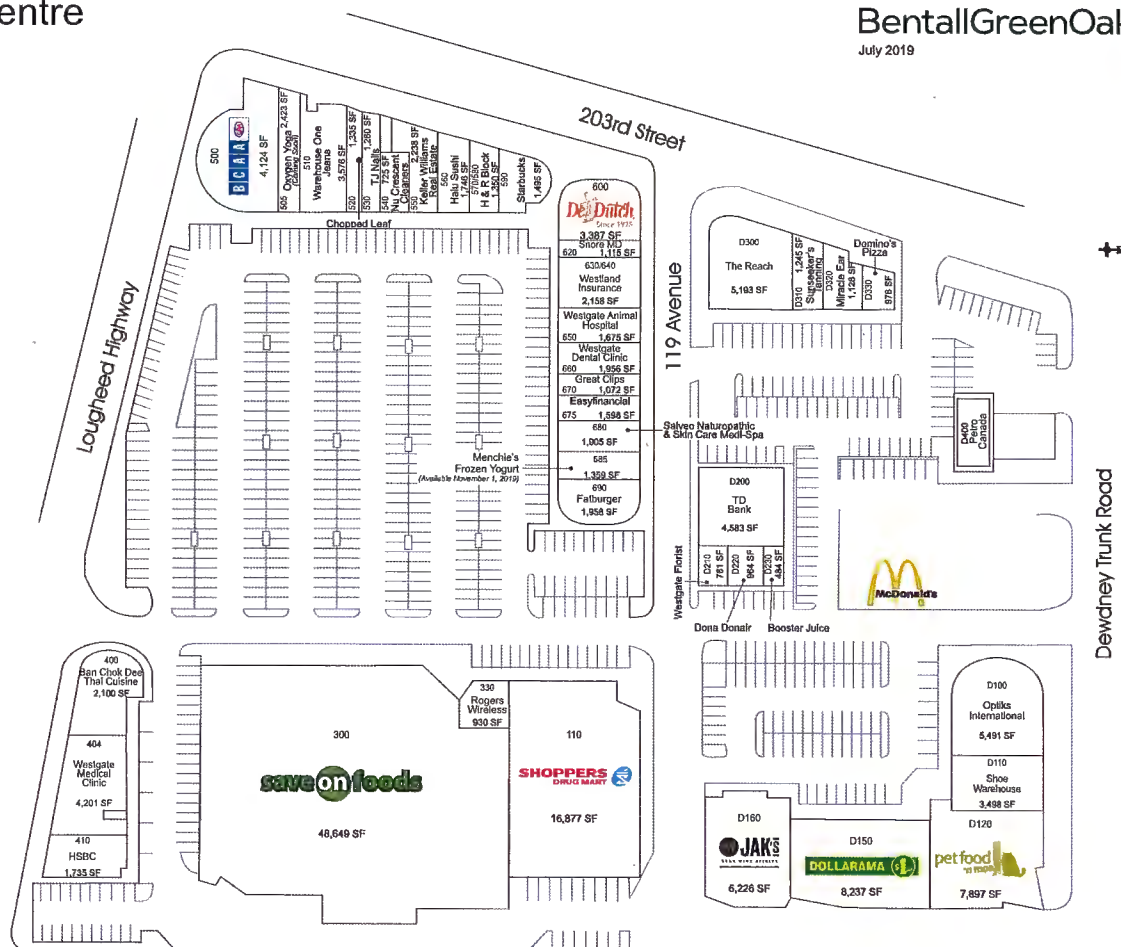 entre
BentallGreenOak
July 2019
203rd Street
Lougheed Highway
119 Avenue
Dewdney Trunk Road
500
BCAA
4,124 SF
505 Oxygen Yoga 2,423 SF
(Coming Soon)
510
Warehouse One
Jeans
3,576 SF
520 1,335 SF
Chopped Leaf
530 1,260 SF
TJ Nails
540 725 SF
Nu Crescent
Cleaners
550 2,238 SF
Keller Williams
Real Estate
560
Halu Sushi
1,746 SF
570/580
H & R Block
1,350 SF
590
Starbucks
1,495 SF
600
De Dutch
Since 1975
3,387 SF
Snore MD
620 1,115 SF
630/640
Westland
Insurance
2,158 SF
Westgate Animal
Hospital
650 1,675 SF
Westgate
Dental Clinic
660 1,956 SF
Great Clips
670 1,072 SF
Easyfinancial
675 1,598 SF
680
1,005 SF
Salveo Naturopathic
& Skin Care Medi-Spa
685
1,359 SF
Menchie's
Frozen Yogurt
(Available November 1, 2019)
690
Fatburger
1,958 SF
D300
The Reach
5,193 SF
D310 1,245 SF
Sunseeker's
Tanning
D320
Miracle Ear
1,128 SF
Domino's
Pizza
D330
978 SF
D400
Petro
Canada
D200
TD
Bank
4,583 SF
D210
761 SF
D220
964 SF
D230
484 SF
Westgate Florist
Dona Donair
Booster Juice
McDonald's
400
Ban Chok Dee
Thai Cuisine
2,100 SF
404
Westgate
Medical
Clinic
4,201 SF
410
HSBC
1,735 SF
300
save on foods
48,649 SF
330
Rogers
Wireless
930 SF
110
SHOPPERS
DRUG MART
16,877 SF
D100
Optiks
International
5,491 SF
D110
Shoe
Warehouse
3,498 SF
D120
pet food
'n more
7,897 SF
D150
DOLLARAMA
8,237 SF
D160
JAK'S
BEER WINE SPIRITS
6,226 SF